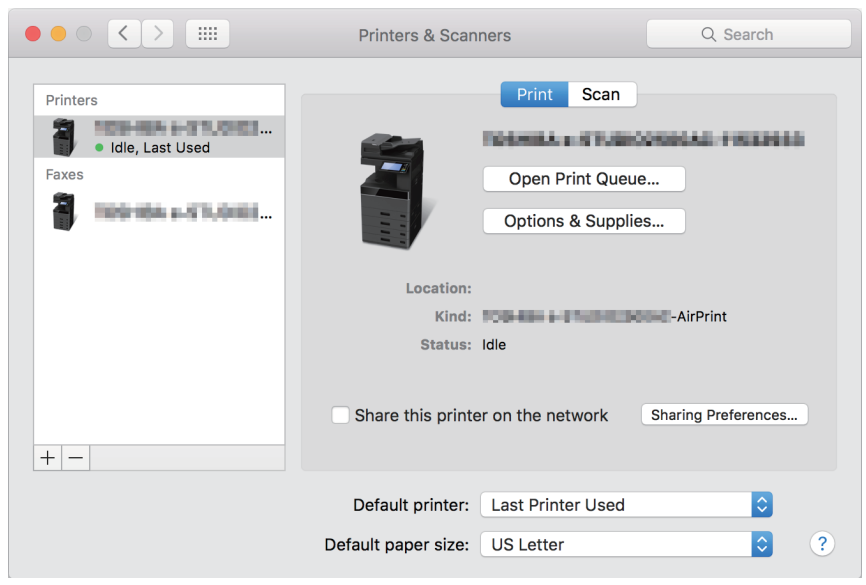 Printers & Scanners
Search
Printers
...
Idle, Last Used
Faxes
...
Print
Scan
Open Print Queue...
Options & Supplies...
Location:
Kind: -AirPrint
Status: Idle
Share this printer on the network
Sharing Preferences...
Default printer: Last Printer Used
Default paper size: US Letter
?